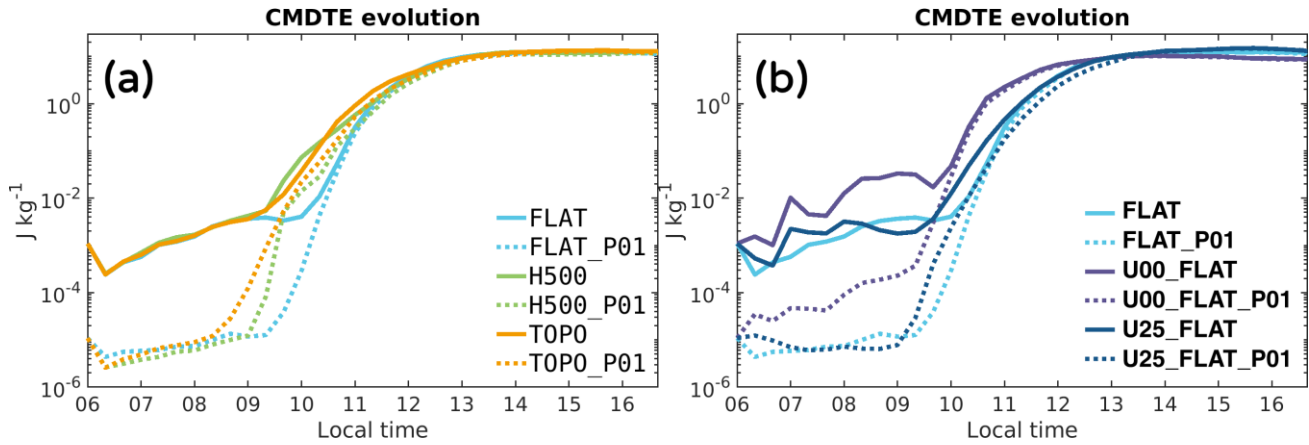 CMDTE evolution
(a)
10^0
10^-2
10^-4
10^-6
J kg^-1
06 07 08 09 10 11 12 13 14 15 16
Local time
FLAT
FLAT_P01
H500
H500_P01
TOPO
TOPO_P01
CMDTE evolution
(b)
10^0
10^-2
10^-4
10^-6
J kg^-1
06 07 08 09 10 11 12 13 14 15 16
Local time
FLAT
FLAT_P01
U00_FLAT
U00_FLAT_P01
U25_FLAT
U25_FLAT_P01